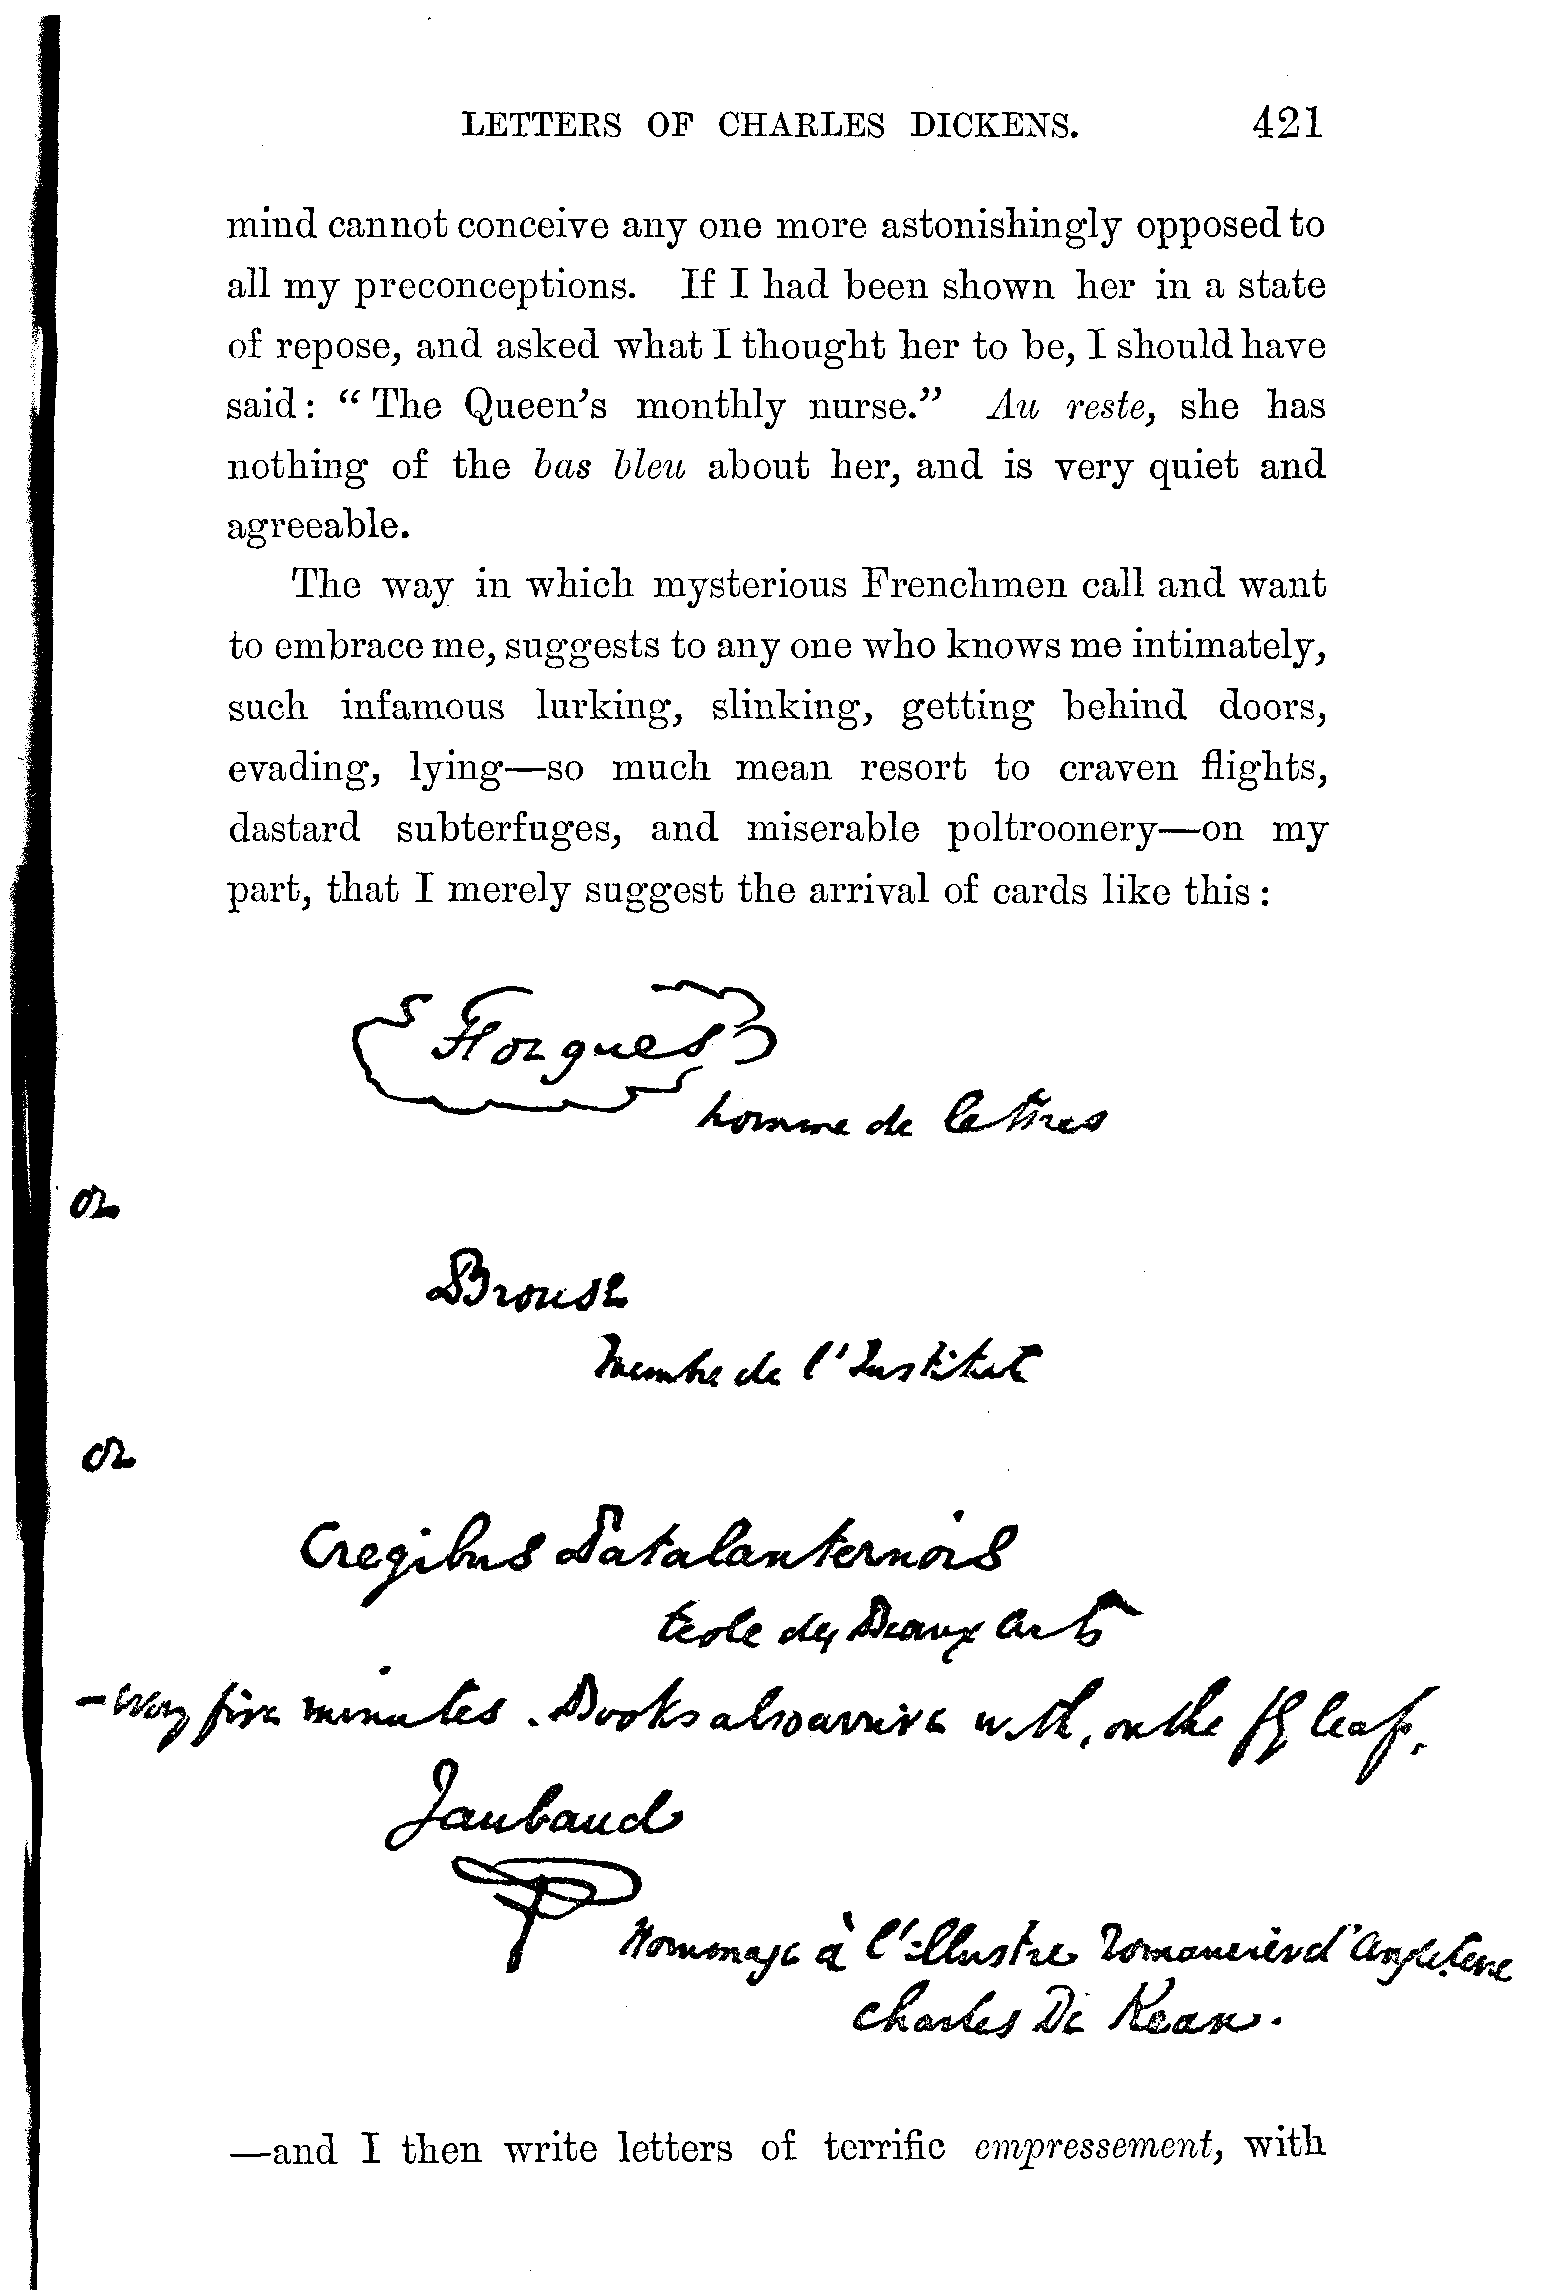 LETTERS OF CHARLES DICKENS. 421
mind cannot conceive any one more astonishingly opposed to
all my preconceptions. If I had been shown her in a state
of repose, and asked what I thought her to be, I should have
said: “The Queen’s monthly nurse.” Au reste, she has
nothing of the bas bleu about her, and is very quiet and
agreeable.
The way in which mysterious Frenchmen call and want
to embrace me, suggests to any one who knows me intimately,
such infamous lurking, slinking, getting behind doors,
evading, lying—so much mean resort to craven flights,
dastard subterfuges, and miserable poltroonery—on my
part, that I merely suggest the arrival of cards like this:
homme de lettres
or
Brouse
Membre de l'Institut
or
Cregibus Patalanternois
Ecole des Beaux Arts
—every five minutes. Books also arrive with, on the fly leaf,
Jaubaud
Hommage à l'illustre Romancier d'Angleterre
Charles De Kean.
—and I then write letters of terrific empressement, with